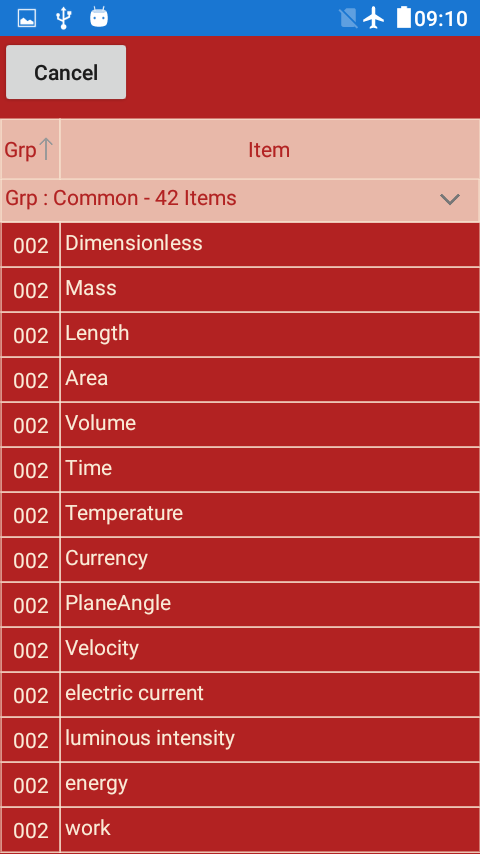 09:10
Cancel
Grp Item
Grp : Common - 42 Items
002 Dimensionless
002 Mass
002 Length
002 Area
002 Volume
002 Time
002 Temperature
002 Currency
002 PlaneAngle
002 Velocity
002 electric current
002 luminous intensity
002 energy
002 work